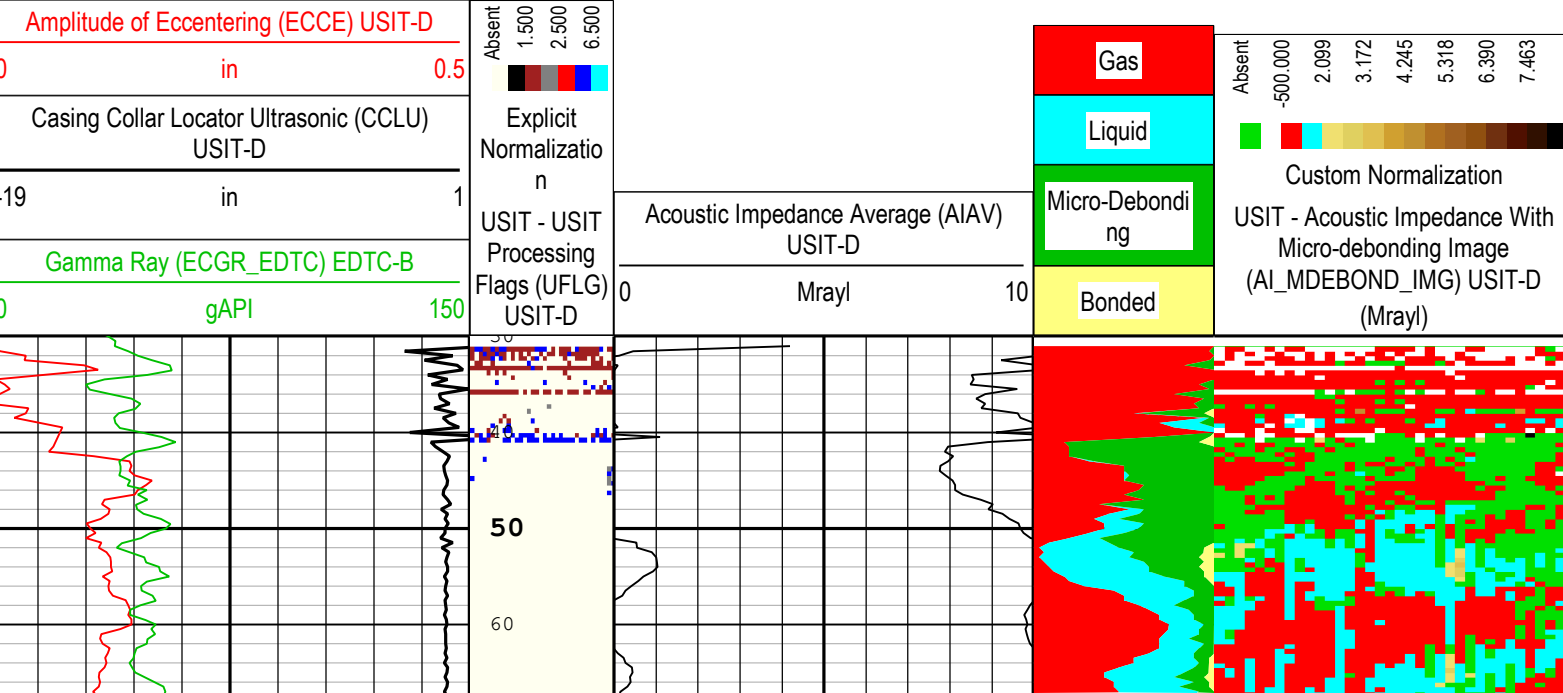 Amplitude of Eccentering (ECCE) USIT-D
0 in 0.5
Casing Collar Locator Ultrasonic (CCLU)
USIT-D
-19 in 1
Gamma Ray (ECGR_EDTC) EDTC-B
0 gAPI 150
Absent
1.500
2.500
6.500
Explicit
Normalizatio
n
USIT - USIT
Processing
Flags (UFLG)
USIT-D
Acoustic Impedance Average (AIAV)
USIT-D
0 Mrayl 10
Gas
Liquid
Micro-Debondi
ng
Bonded
Absent
-500.000
2.099
3.172
4.245
5.318
6.390
7.463
Custom Normalization
USIT - Acoustic Impedance With
Micro-debonding Image
(AI_MDEBOND_IMG) USIT-D
(Mrayl)
50
60